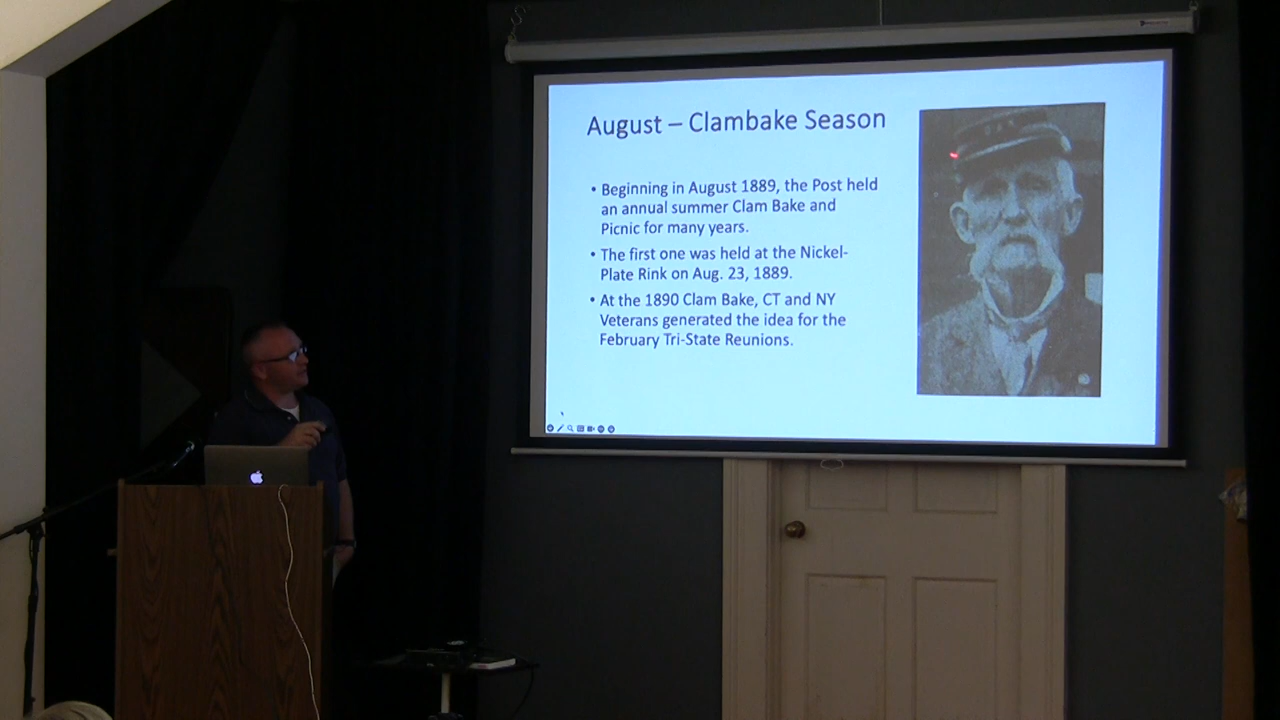 August – Clambake Season
• Beginning in August 1889, the Post held
an annual summer Clam Bake and
Picnic for many years.
• The first one was held at the Nickel-
Plate Rink on Aug. 23, 1889.
• At the 1890 Clam Bake, CT and NY
Veterans generated the idea for the
February Tri-State Reunions.